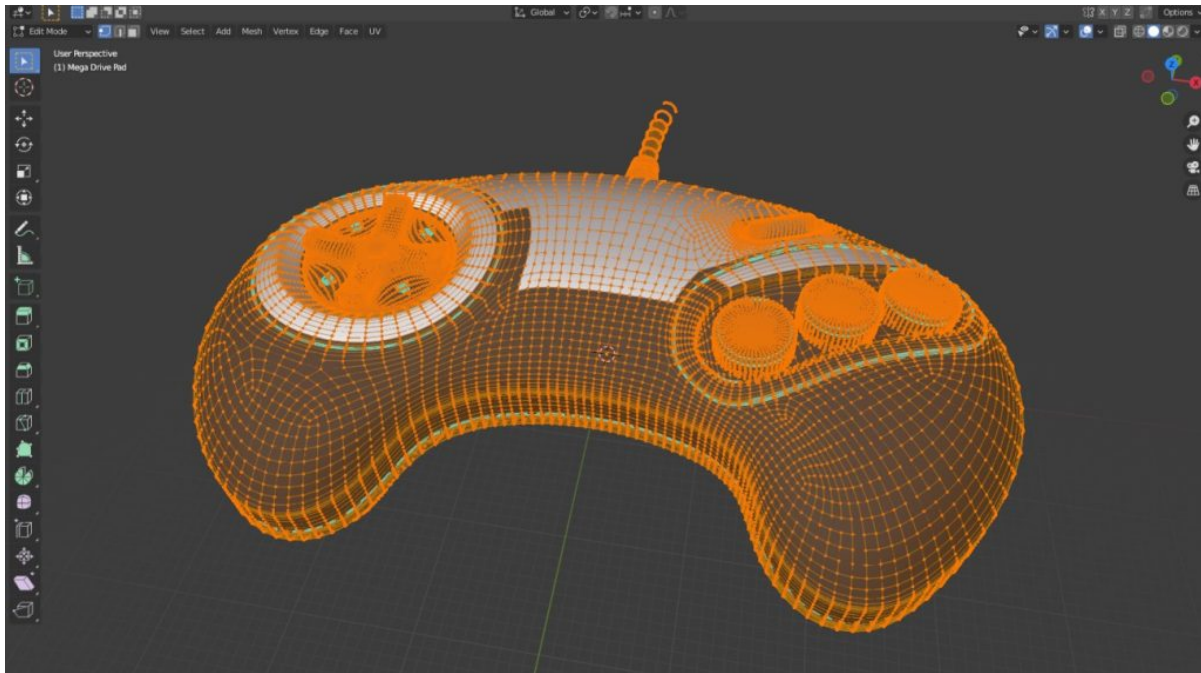 Global X Y Z Options
Edit Mode View Select Add Mesh Vertex Edge Face UV
User Perspective
(1) Mega Drive Pad
Z
X